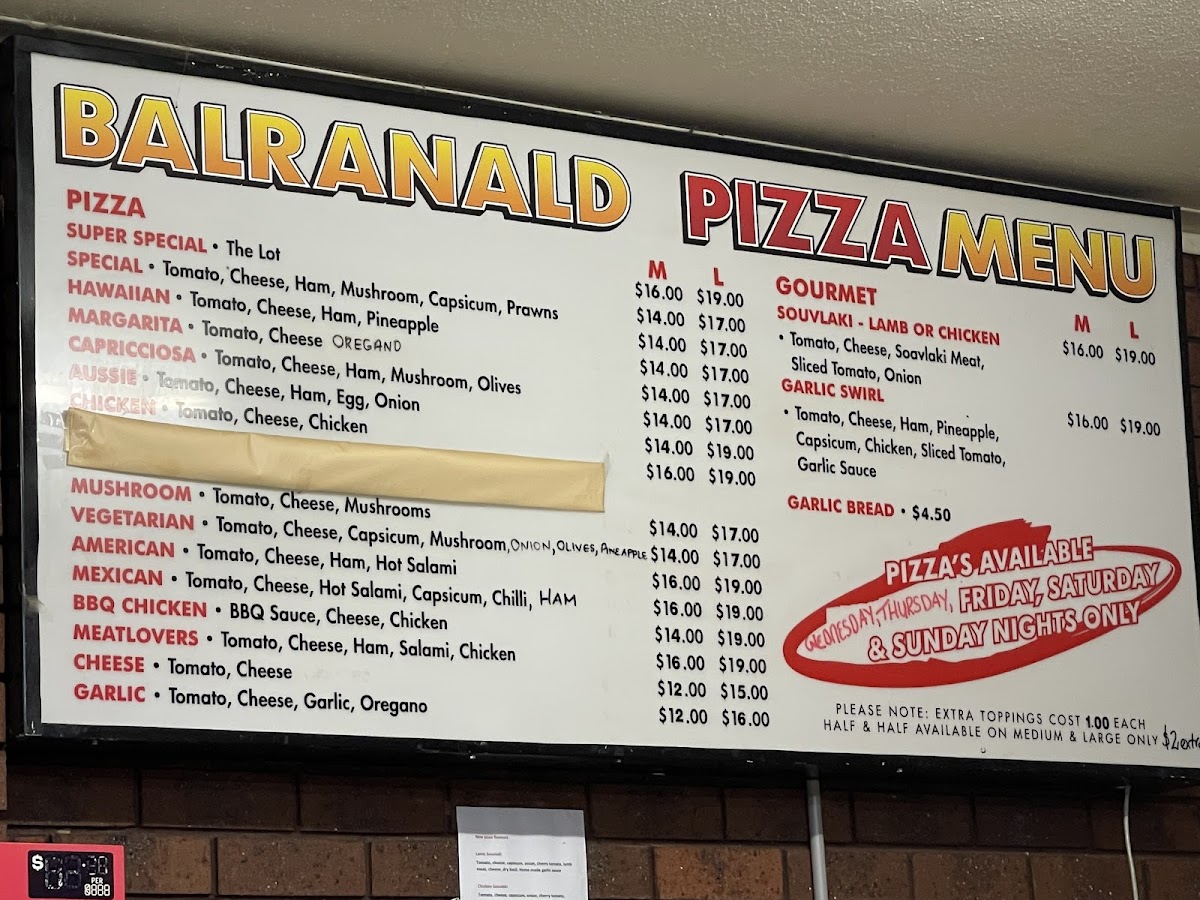 BALRANALD PIZZA MENU
PIZZA M L
SUPER SPECIAL • The Lot $16.00 $19.00
SPECIAL • Tomato, Cheese, Ham, Mushroom, Capsicum, Prawns $14.00 $17.00
HAWAIIAN • Tomato, Cheese, Ham, Pineapple $14.00 $17.00
MARGARITA • Tomato, Cheese OREGANO $14.00 $17.00
CAPRICCIOSA • Tomato, Cheese, Ham, Mushroom, Olives $14.00 $17.00
AUSSIE • Tomato, Cheese, Ham, Egg, Onion $14.00 $17.00
CHICKEN • Tomato, Cheese, Chicken $14.00 $19.00
$16.00 $19.00
MUSHROOM • Tomato, Cheese, Mushrooms $14.00 $17.00
VEGETARIAN • Tomato, Cheese, Capsicum, Mushroom, ONION, OLIVES, PINEAPPLE $14.00 $17.00
AMERICAN • Tomato, Cheese, Ham, Hot Salami $16.00 $19.00
MEXICAN • Tomato, Cheese, Hot Salami, Capsicum, Chilli, HAM $16.00 $19.00
BBQ CHICKEN • BBQ Sauce, Cheese, Chicken $14.00 $19.00
MEATLOVERS • Tomato, Cheese, Ham, Salami, Chicken $16.00 $19.00
CHEESE • Tomato, Cheese $12.00 $15.00
GARLIC • Tomato, Cheese, Garlic, Oregano $12.00 $16.00
GOURMET M L
SOUVLAKI - LAMB OR CHICKEN $16.00 $19.00
• Tomato, Cheese, Soavlaki Meat,
Sliced Tomato, Onion
GARLIC SWIRL $16.00 $19.00
• Tomato, Cheese, Ham, Pineapple,
Capsicum, Chicken, Sliced Tomato,
Garlic Sauce
GARLIC BREAD • $4.50
PIZZA'S AVAILABLE
WEDNESDAY, THURSDAY, FRIDAY, SATURDAY
& SUNDAY NIGHTS ONLY
PLEASE NOTE: EXTRA TOPPINGS COST 1.00 EACH
HALF & HALF AVAILABLE ON MEDIUM & LARGE ONLY $2 extra
$
PER